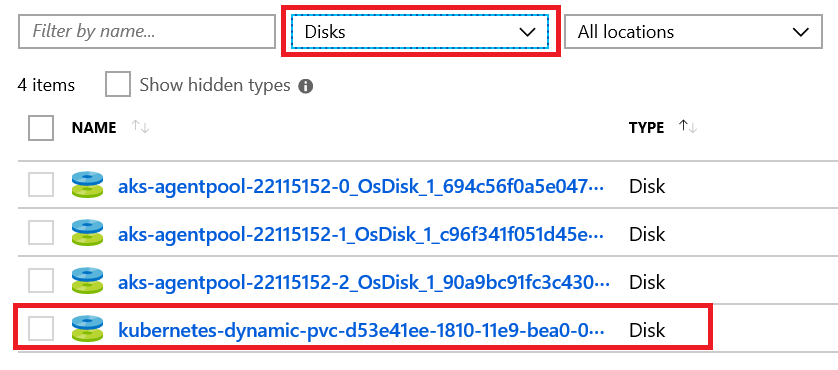 Filter by name... Disks All locations
4 items Show hidden types
NAME TYPE
aks-agentpool-22115152-0_OsDisk_1_694c56f0a5e047··· Disk
aks-agentpool-22115152-1_OsDisk_1_c96f341f051d45e··· Disk
aks-agentpool-22115152-2_OsDisk_1_90a9bc91fc3c430··· Disk
kubernetes-dynamic-pvc-d53e41ee-1810-11e9-bea0-0··· Disk